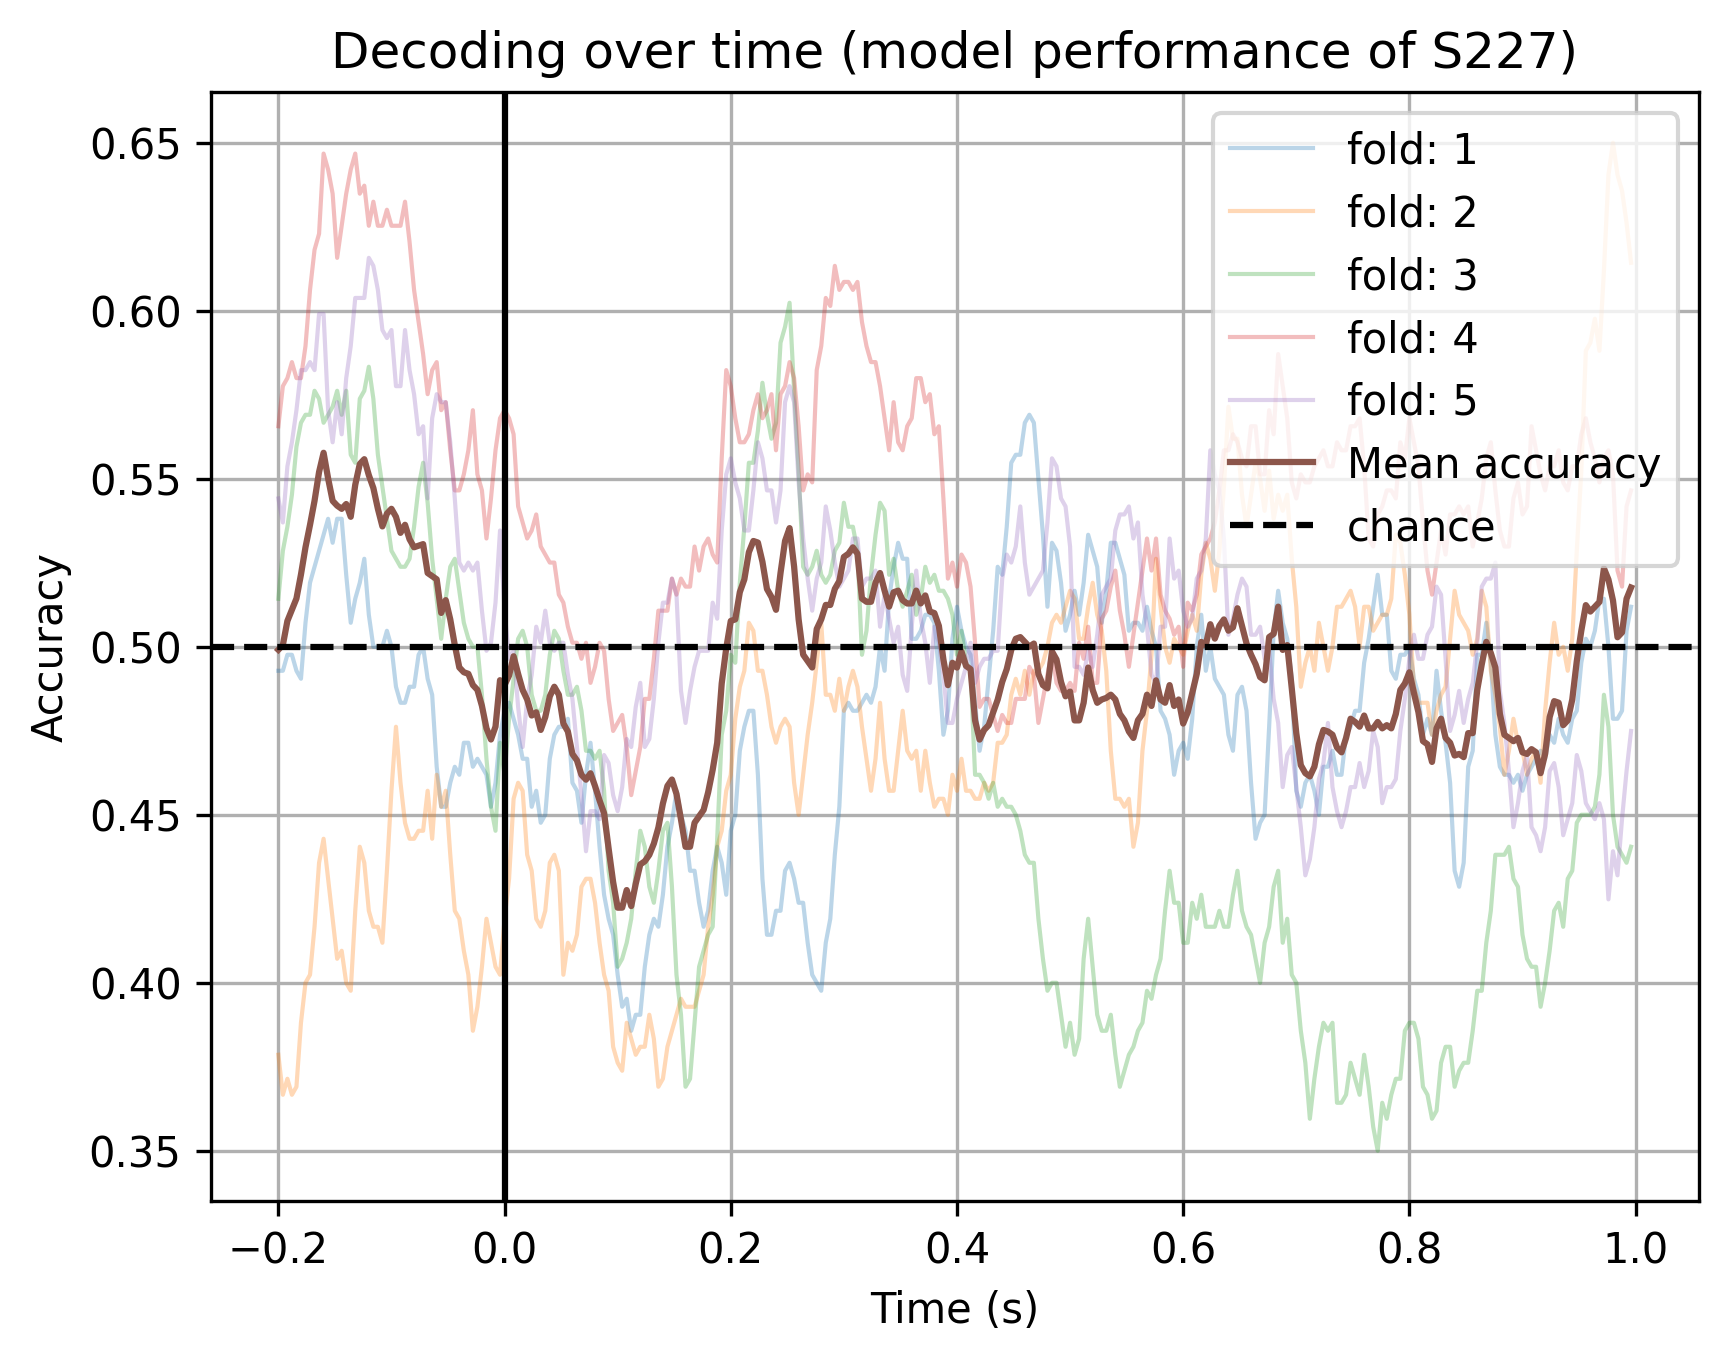 Decoding over time (model performance of S227)
0.65
0.60
0.55
0.50
0.45
0.40
0.35
Accuracy
fold: 1
fold: 2
fold: 3
fold: 4
fold: 5
Mean accuracy
chance
−0.2 0.0 0.2 0.4 0.6 0.8 1.0
Time (s)